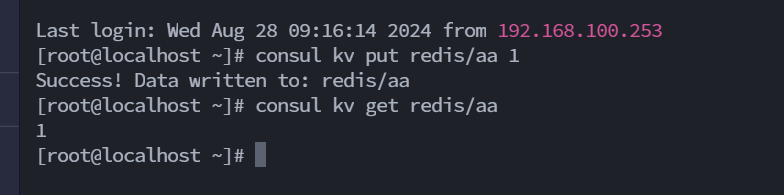 Last login: Wed Aug 28 09:16:14 2024 from 192.168.100.253
[root@localhost ~]# consul kv put redis/aa 1
Success! Data written to: redis/aa
[root@localhost ~]# consul kv get redis/aa
1
[root@localhost ~]#